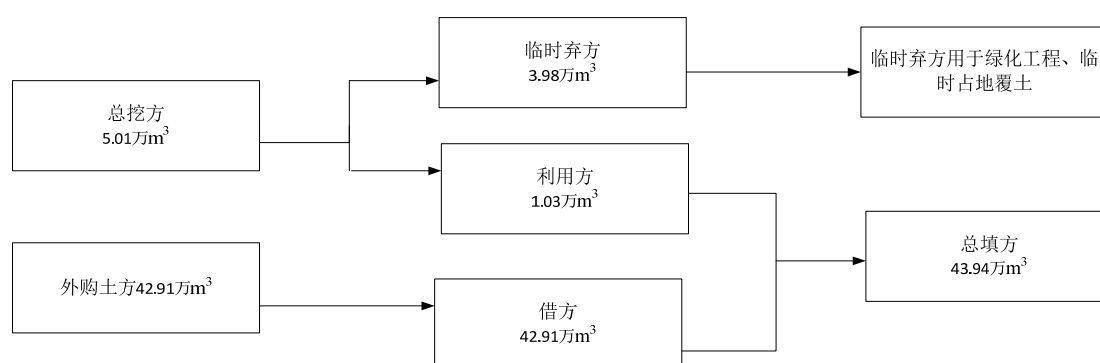 总挖方
5.01万m³
临时弃方
3.98万m³
临时弃方用于绿化工程、临
时占地覆土
利用方
1.03万m³
外购土方42.91万m³
借方
42.91万m³
总填方
43.94万m³